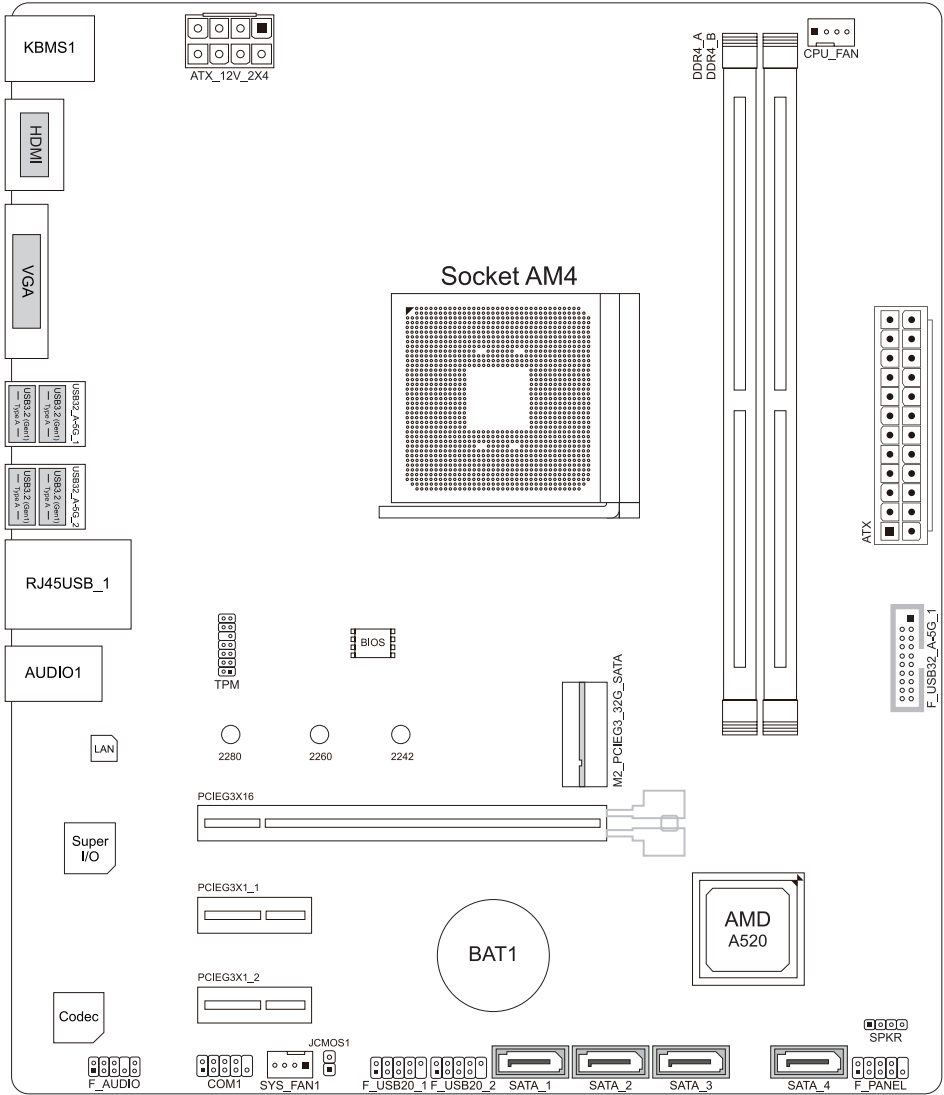 KBMS1
ATX_12V_2X4
DDR4_A
DDR4_B
CPU_FAN
HDMI
VGA
Socket AM4
USB3.2 (Gen1)
Type A
USB3.2 (Gen1)
Type A
USB32_A-5G_1
USB3.2 (Gen1)
Type A
USB3.2 (Gen1)
Type A
USB32_A-5G_2
ATX
RJ45USB_1
F_USB32_A-5G_1
AUDIO1
TPM
BIOS
M2_PCIEG3_32G_SATA
LAN
2280
2260
2242
PCIEG3X16
Super
I/O
PCIEG3X1_1
AMD
A520
BAT1
PCIEG3X1_2
Codec
SPKR
JCMOS1
F_AUDIO
COM1
SYS_FAN1
F_USB20_1
F_USB20_2
SATA_1
SATA_2
SATA_3
SATA_4
F_PANEL